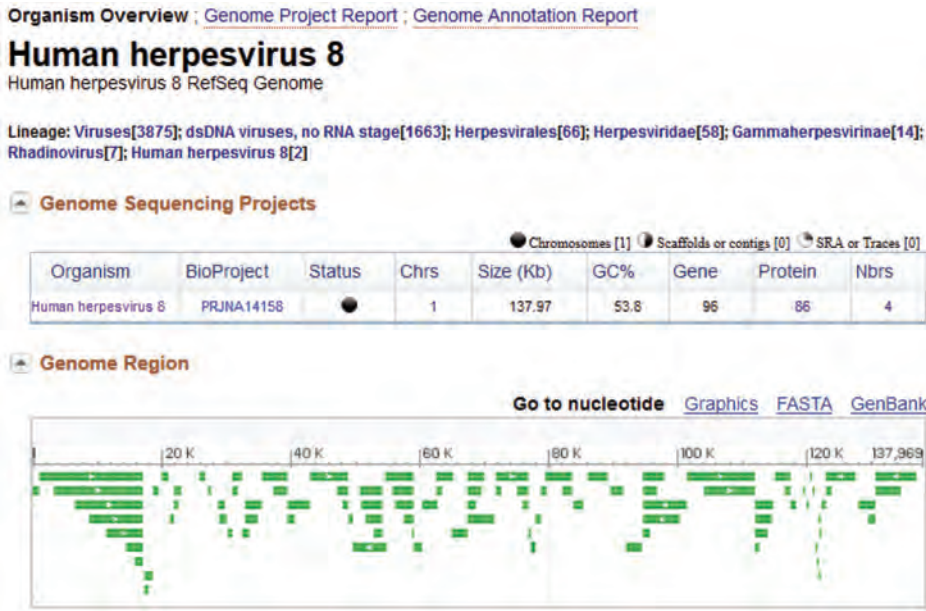 Organism Overview ; Genome Project Report ; Genome Annotation Report
Human herpesvirus 8
Human herpesvirus 8 RefSeq Genome
Lineage: Viruses[3875]; dsDNA viruses, no RNA stage[1663]; Herpesvirales[66]; Herpesviridae[58]; Gammaherpesvirinae[14];
Rhadinovirus[7]; Human herpesvirus 8[2]
Genome Sequencing Projects
Chromosomes [1] Scaffolds or contigs [0] SRA or Traces [0]
Organism BioProject Status Chrs Size (Kb) GC% Gene Protein Nbrs
Human herpesvirus 8 PRJNA14158 1 137.97 53.8 96 86 4
Genome Region
Go to nucleotide Graphics FASTA GenBank
20 K 40 K 60 K 80 K 100 K 120 K 137,969